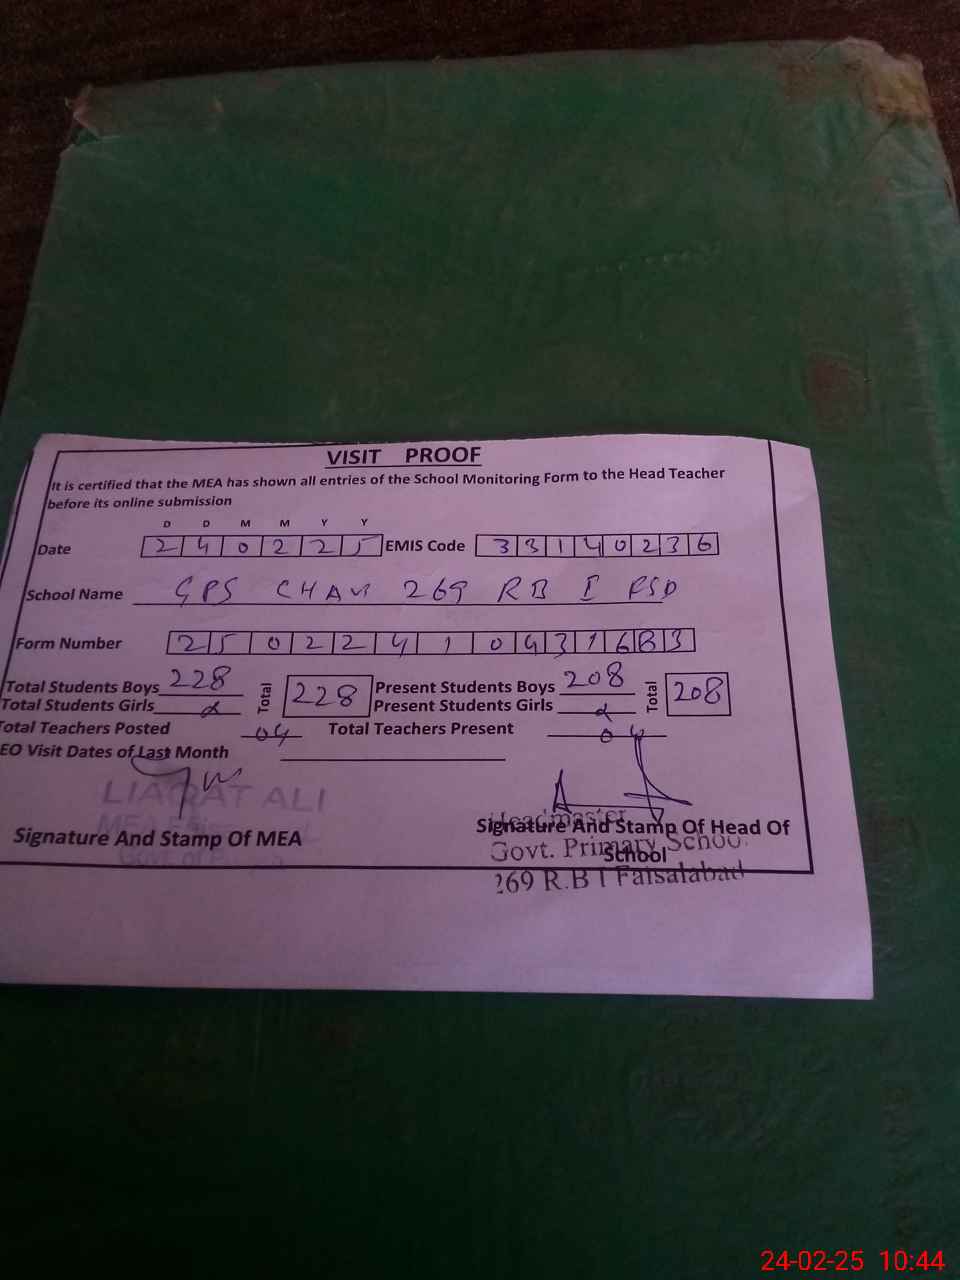 VISIT PROOF
It is certified that the MEA has shown all entries of the School Monitoring Form to the Head Teacher
before its online submission
D D M M Y Y
Date 2 4 0 2 2 5 EMIS Code 3 3 1 4 0 2 3 6
School Name GPS CHAK 269 RB I FSD
Form Number 2 5 0 2 2 4 1 0 4 3 1 6 B 3
Total Students Boys 228 Total 228 Present Students Boys 208 Total 208
Total Students Girls Present Students Girls
Total Teachers Posted 04 Total Teachers Present 04
EO Visit Dates of Last Month
LIAQAT ALI
MEA
Signature And Stamp Of MEA
Headmaster
Signature And Stamp Of Head Of
School
Govt. Primary School
269 R.B I Faisalabad
24-02-25 10:44